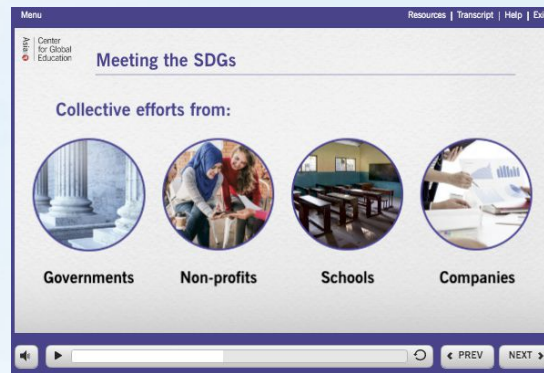 Menu
Resources | Transcript | Help | Exit
Asia
Center
for Global
Education
Meeting the SDGs
Collective efforts from:
Governments
Non-profits
Schools
Companies
PREV
NEXT